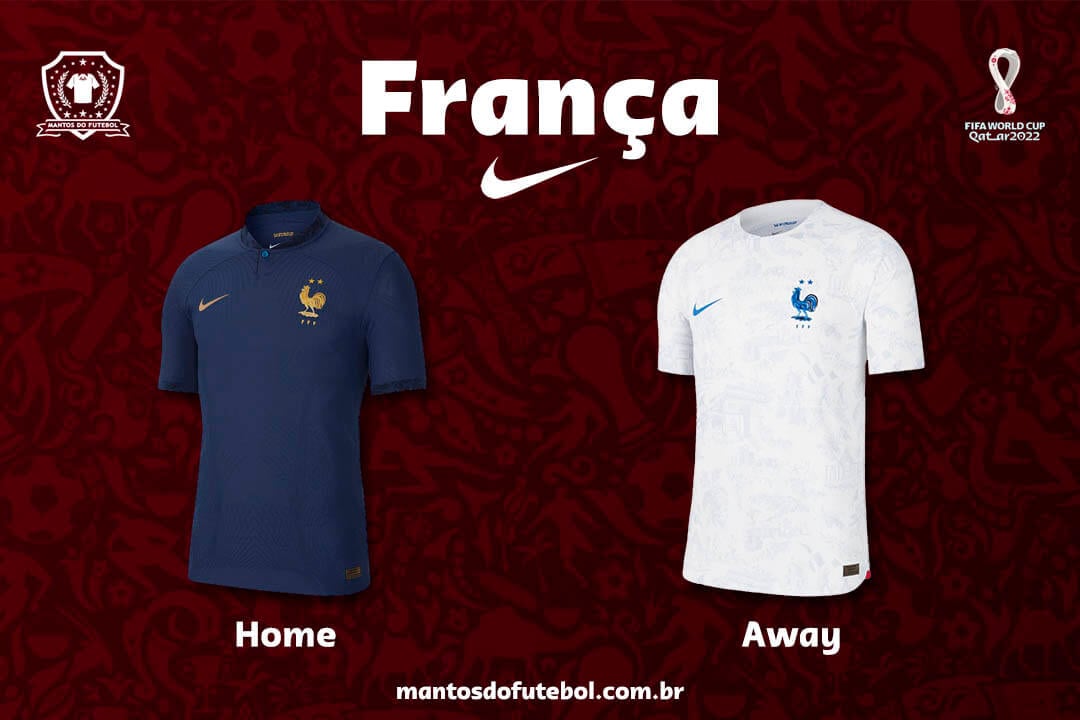 MANTOS DO FUTEBOL
França
FIFA WORLD CUP
Qatar2022
FFF
FFF
Home
Away
mantosdofutebol.com.br